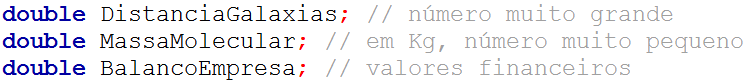 double DistanciaGalaxias; // número muito grande
double MassaMolecular; // em Kg, número muito pequeno
double BalancoEmpresa; // valores financeiros